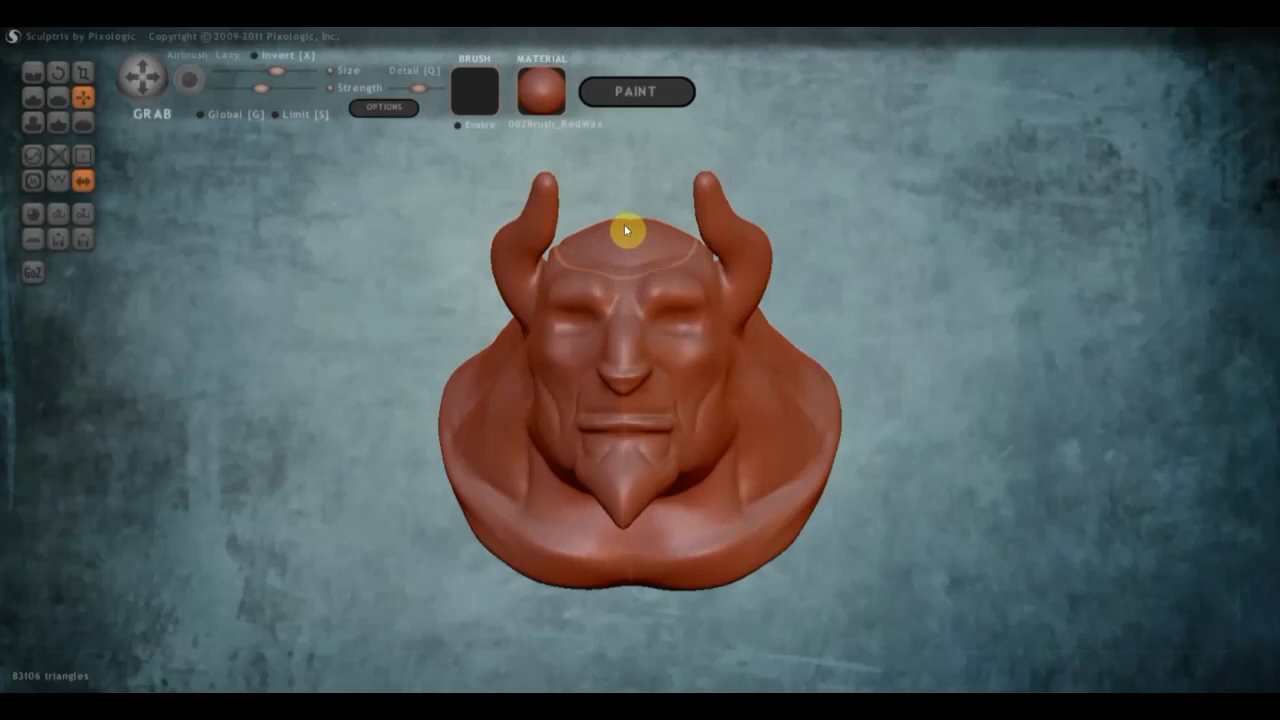 Sculptris by Pixologic Copyright © 2009-2011 Pixologic, Inc.
Airbrush Lazy Invert [X]
Size Detail [Q]
Strength
GRAB Global [G] Limit [S] OPTIONS
BRUSH MATERIAL
Enable 00ZBrush_RedWax
PAINT
GoZ
83106 triangles